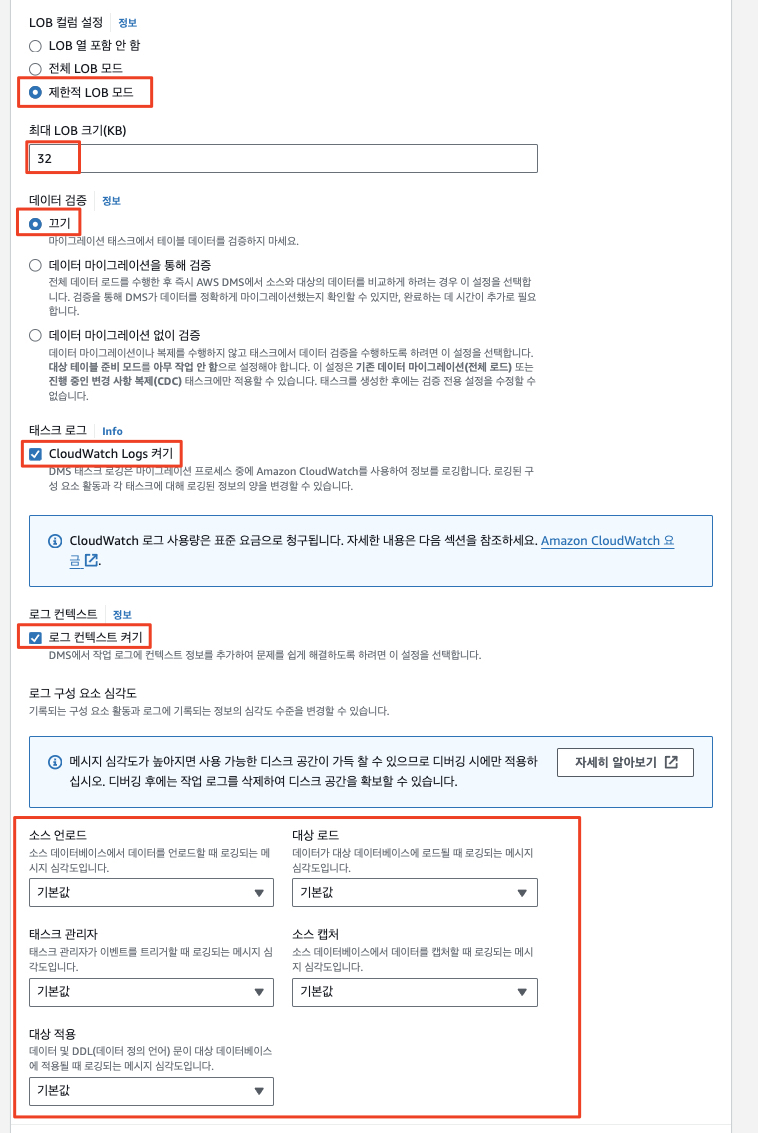 LOB 컬럼 설정 정보
LOB 열 포함 안 함
전체 LOB 모드
제한적 LOB 모드
최대 LOB 크기(KB)
32
데이터 검증 정보
끄기
마이그레이션 태스크에서 테이블 데이터를 검증하지 마세요.
데이터 마이그레이션을 통해 검증
전체 데이터 로드를 수행한 후 즉시 AWS DMS에서 소스와 대상의 데이터를 비교하게 하려는 경우 이 설정을 선택합
니다. 검증을 통해 DMS가 데이터를 정확하게 마이그레이션했는지 확인할 수 있지만, 완료하는 데 시간이 추가로 필요
합니다.
데이터 마이그레이션 없이 검증
데이터 마이그레이션이나 복제를 수행하지 않고 태스크에서 데이터 검증을 수행하도록 하려면 이 설정을 선택합니다.
대상 테이블 준비 모드를 아무 작업 안 함으로 설정해야 합니다. 이 설정은 기존 데이터 마이그레이션(전체 로드) 또는
진행 중인 변경 사항 복제(CDC) 태스크에만 적용할 수 있습니다. 태스크를 생성한 후에는 검증 전용 설정을 수정할 수
없습니다.
태스크 로그 Info
CloudWatch Logs 켜기
DMS 태스크 로깅은 마이그레이션 프로세스 중에 Amazon CloudWatch를 사용하여 정보를 로깅합니다. 로깅된 구
성 요소 활동과 각 태스크에 대해 로깅된 정보의 양을 변경할 수 있습니다.
CloudWatch 로그 사용량은 표준 요금으로 청구됩니다. 자세한 내용은 다음 섹션을 참조하세요. Amazon CloudWatch 요
금.
로그 컨텍스트 정보
로그 컨텍스트 켜기
DMS에서 작업 로그에 컨텍스트 정보를 추가하여 문제를 쉽게 해결하도록 하려면 이 설정을 선택합니다.
로그 구성 요소 심각도
기록되는 구성 요소 활동과 로그에 기록되는 정보의 심각도 수준을 변경할 수 있습니다.
메시지 심각도가 높아지면 사용 가능한 디스크 공간이 가득 찰 수 있으므로 디버깅 시에만 적용하
십시오. 디버깅 후에는 작업 로그를 삭제하여 디스크 공간을 확보할 수 있습니다.
자세히 알아보기
소스 언로드
소스 데이터베이스에서 데이터를 언로드할 때 로깅되는 메
시지 심각도입니다.
기본값
대상 로드
데이터가 대상 데이터베이스에 로드될 때 로깅되는 메시지
심각도입니다.
기본값
태스크 관리자
태스크 관리자가 이벤트를 트리거할 때 로깅되는 메시지 심
각도입니다.
기본값
소스 캡처
소스 데이터베이스에서 데이터를 캡처할 때 로깅되는 메시
지 심각도입니다.
기본값
대상 적용
데이터 및 DDL(데이터 정의 언어) 문이 대상 데이터베이스
에 적용될 때 로깅되는 메시지 심각도입니다.
기본값